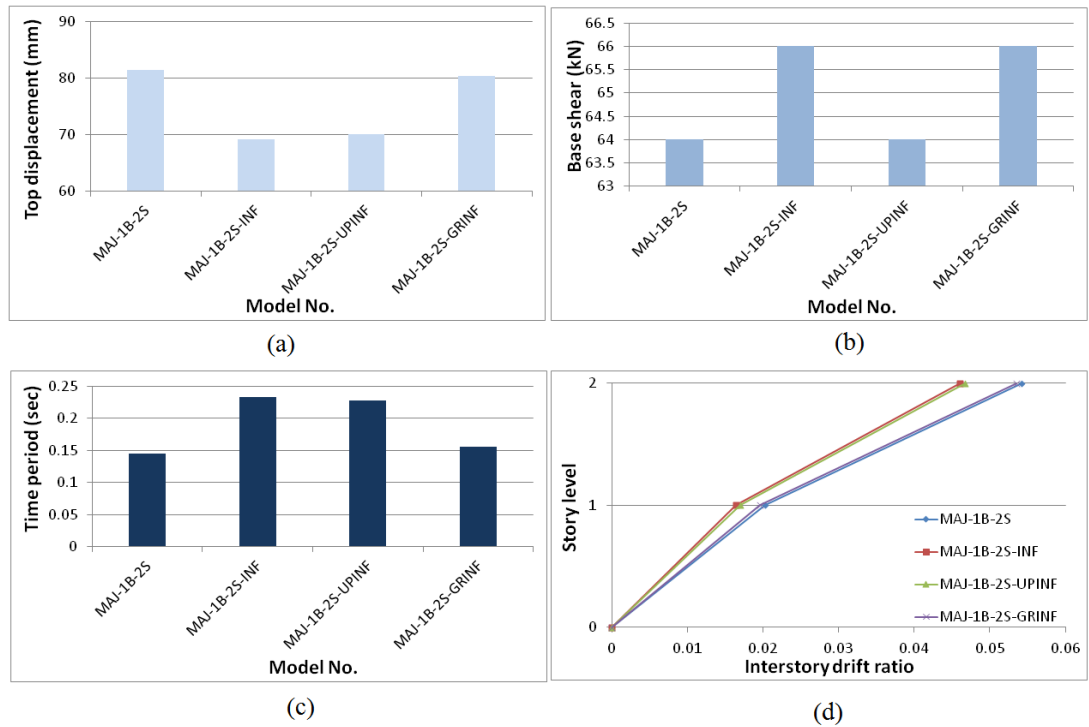 Top displacement (mm)
90
80
70
60
MAJ-1B-2S
MAJ-1B-2S-INF
MAJ-1B-2S-UPINF
MAJ-1B-2S-GRINF
Model No.
(a)
Base shear (kN)
66.5
66
65.5
65
64.5
64
63.5
63
MAJ-1B-2S
MAJ-1B-2S-INF
MAJ-1B-2S-UPINF
MAJ-1B-2S-GRINF
Model No.
(b)
Time period (sec)
0.25
0.2
0.15
0.1
0.05
0
MAJ-1B-2S
MAJ-1B-2S-INF
MAJ-1B-2S-UPINF
MAJ-1B-2S-GRINF
Model No.
(c)
Story level
2
1
0
MAJ-1B-2S
MAJ-1B-2S-INF
MAJ-1B-2S-UPINF
MAJ-1B-2S-GRINF
0 0.01 0.02 0.03 0.04 0.05 0.06
Interstory drift ratio
(d)